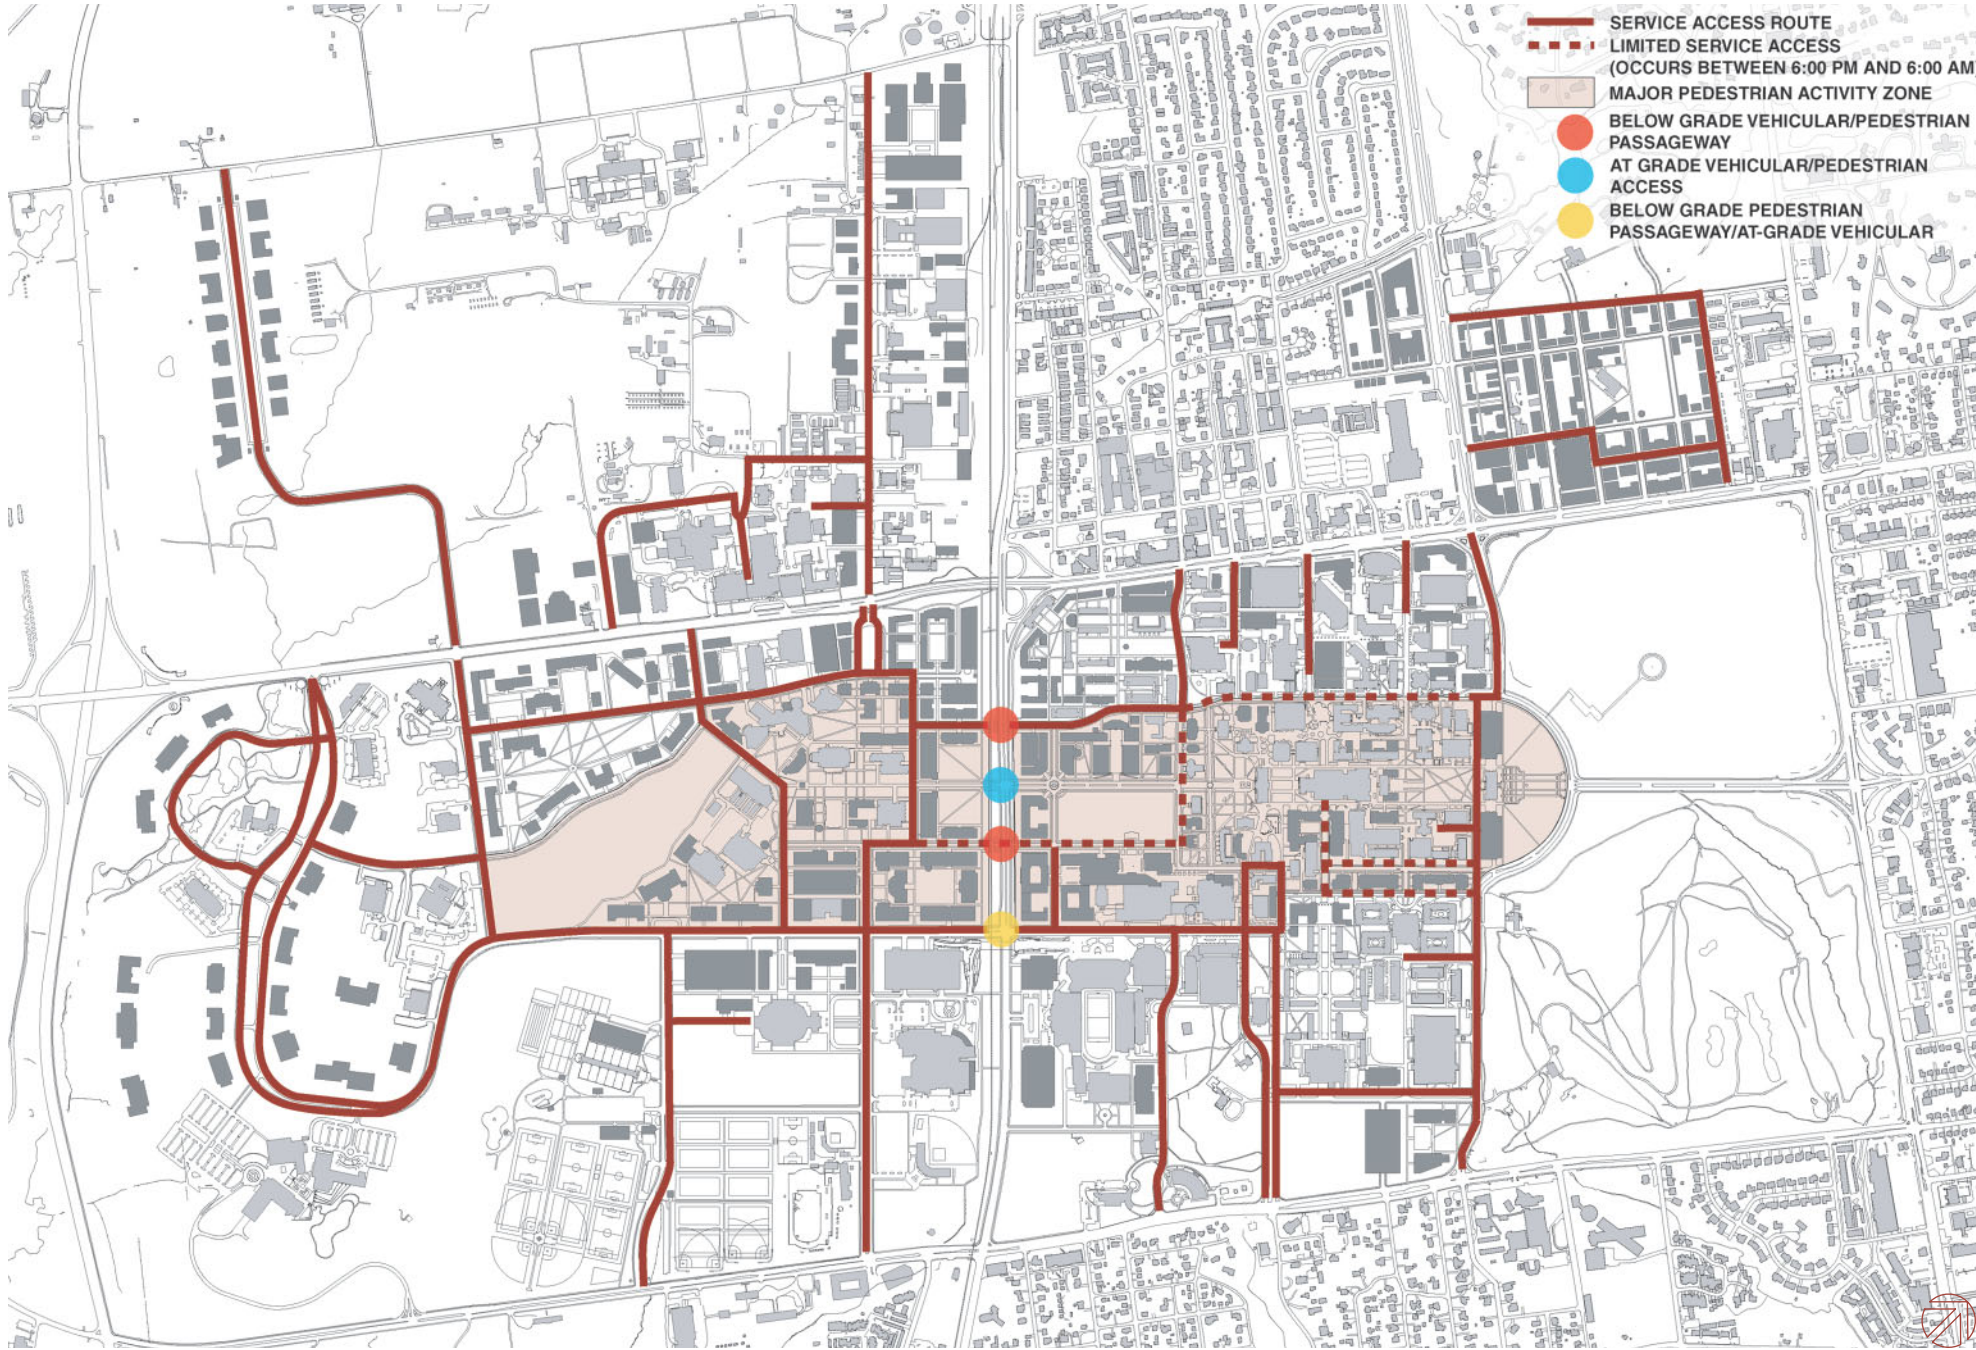 SERVICE ACCESS ROUTE
LIMITED SERVICE ACCESS
(OCCURS BETWEEN 6:00 PM AND 6:00 AM
MAJOR PEDESTRIAN ACTIVITY ZONE
BELOW GRADE VEHICULAR/PEDESTRIAN
PASSAGEWAY
AT GRADE VEHICULAR/PEDESTRIAN
ACCESS
BELOW GRADE PEDESTRIAN
PASSAGEWAY/AT-GRADE VEHICULAR